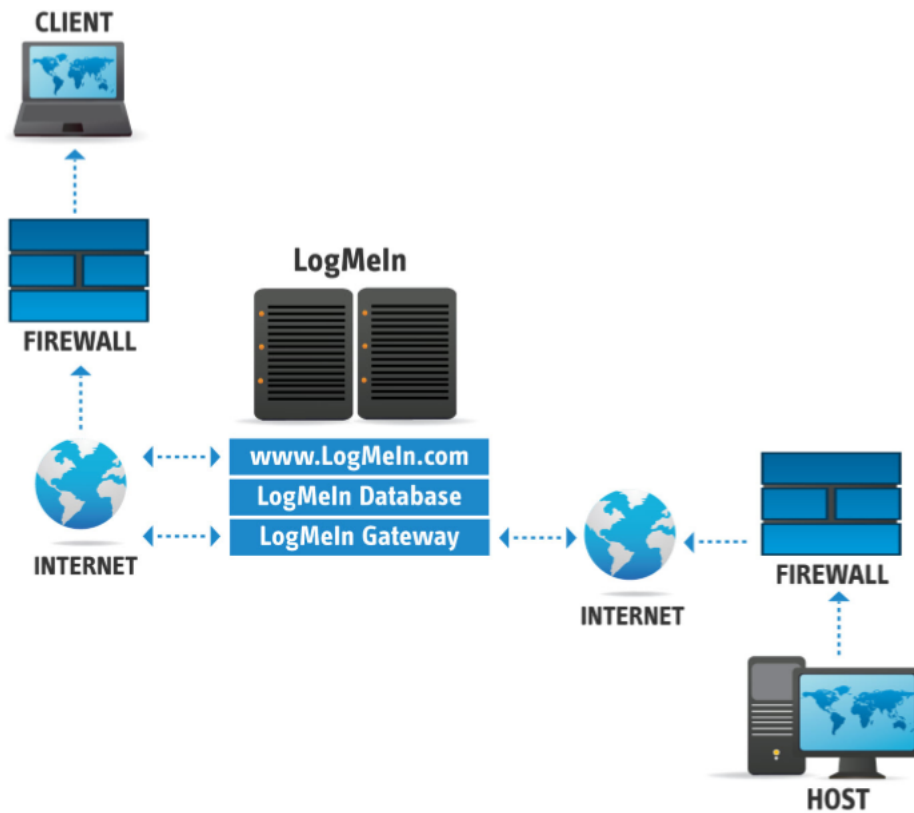 CLIENT
FIREWALL
LogMeIn
www.LogMeIn.com
LogMeIn Database
LogMeIn Gateway
INTERNET
INTERNET
FIREWALL
HOST